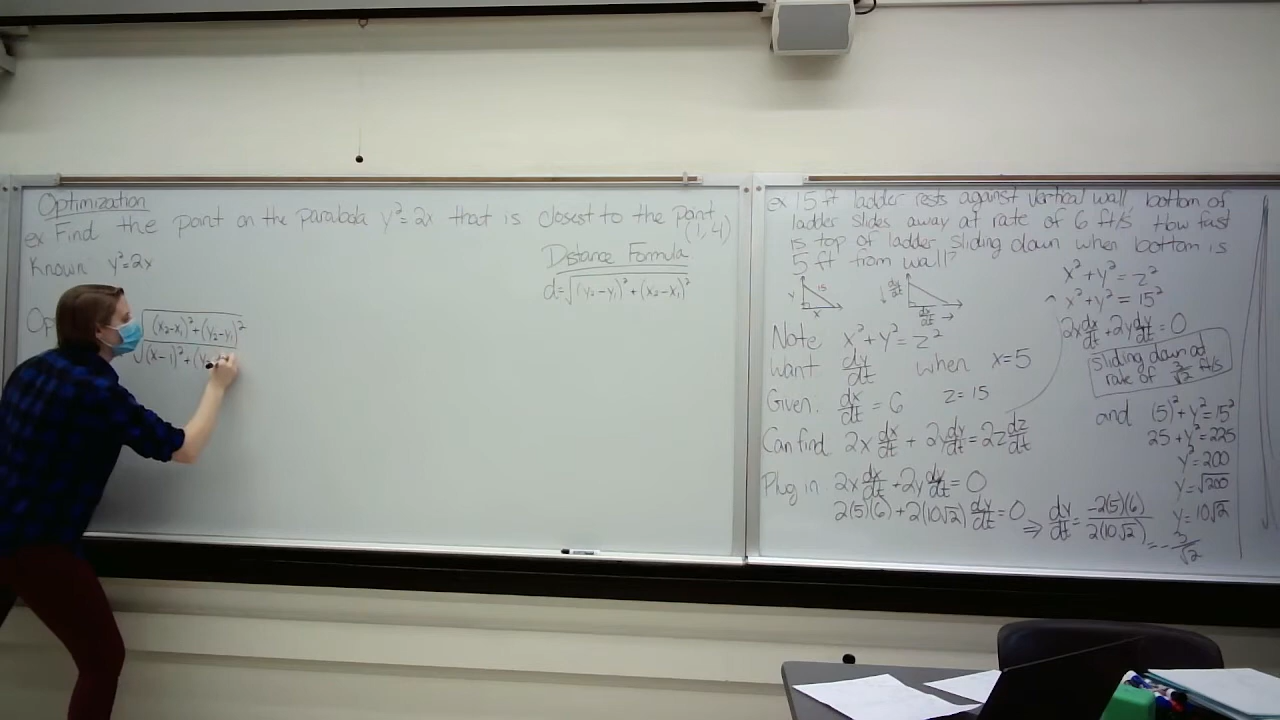 Optimization
ex Find the point on the parabola y²=2x that is closest to the point (1,4)
Known y²=2x
Distance Formula
d=√(y₂-y₁)²+(x₂-x₁)²
Op
√(x₂-x₁)²+(y₂-y₁)²
√(x-1)²+(y₂-
ex 15 ft ladder rests against vertical wall, bottom of
ladder slides away at rate of 6 ft/s How fast
is top of ladder sliding down when bottom is
5 ft from wall?
y 15 x
dy/dt dx/dt
x²+y²=z²
x²+y²=15²
2x dx/dt+2y dy/dt=0
sliding down at
rate of 3/√2 ft/s
Note x²+y²=z²
Want dy/dt when x=5
Given: dx/dt=6 z=15
Can find 2x dx/dt + 2y dy/dt=2z dz/dt
Plug in 2x dx/dt+2y dy/dt=0
2(5)(6)+2(10√2) dy/dt=0 ⇒ dy/dt = -2(5)(6)/2(10√2) = -3/√2
and (5)²+y²=15²
25+y²=225
y²=200
y=√200
y=10√2